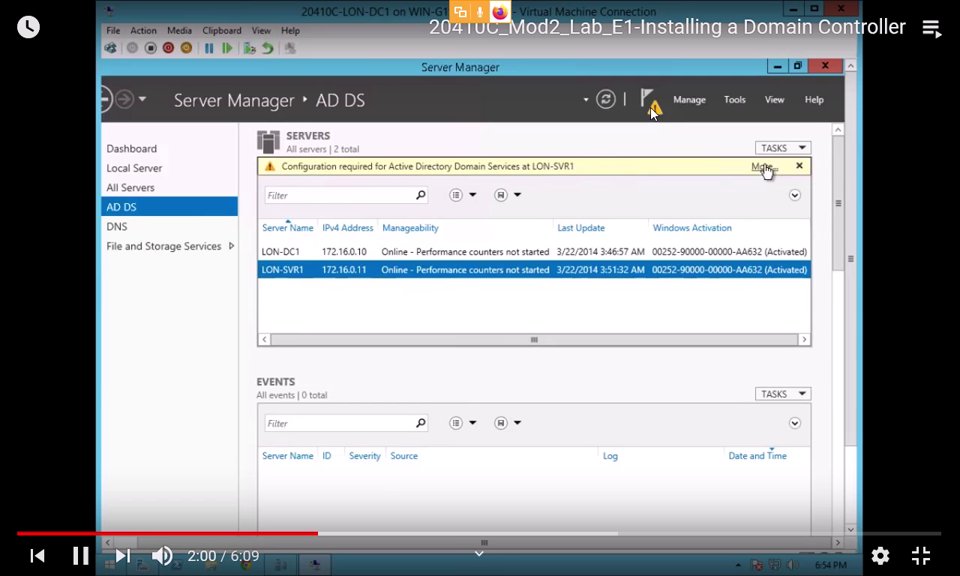 20410C-LON-DC1 on WIN-G1 - Virtual Machine Connection
20410C_Mod2_Lab_E1-Installing a Domain Controller
File Action Media Clipboard View Help
Server Manager
Server Manager ‣ AD DS
Manage Tools View Help
Dashboard
Local Server
All Servers
AD DS
DNS
File and Storage Services
SERVERS
All servers | 2 total
TASKS
Configuration required for Active Directory Domain Services at LON-SVR1
More...
Filter
Server Name IPv4 Address Manageability Last Update Windows Activation
LON-DC1 172.16.0.10 Online - Performance counters not started 3/22/2014 3:46:57 AM 00252-90000-00000-AA632 (Activated)
LON-SVR1 172.16.0.11 Online - Performance counters not started 3/22/2014 3:51:32 AM 00252-90000-00000-AA632 (Activated)
EVENTS
All events | 0 total
TASKS
Filter
Server Name ID Severity Source Log Date and Time
2:00 / 6:09
6:54 PM